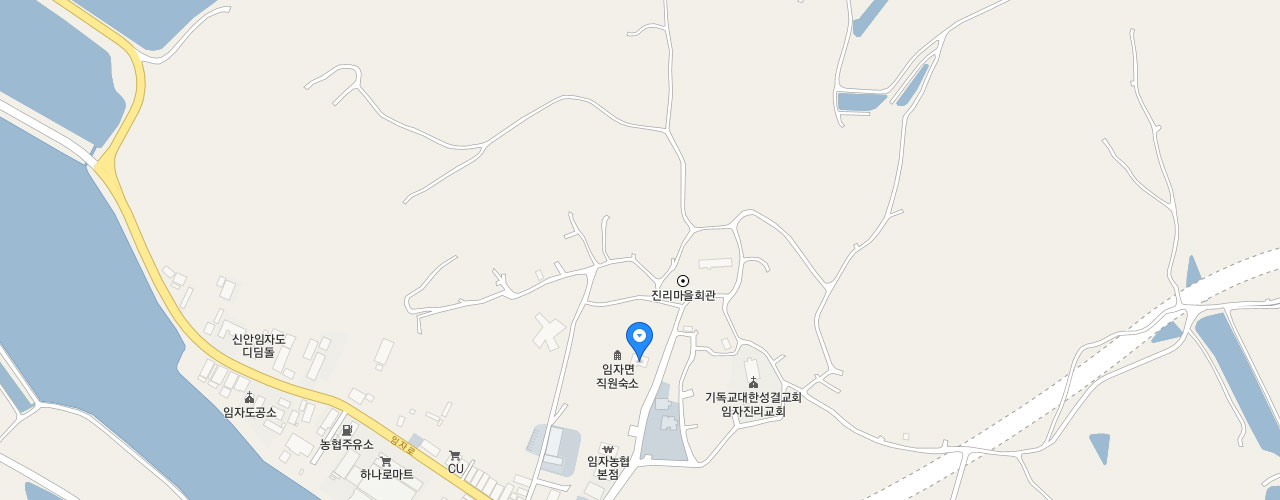 진리마을회관
신안임자도
디딤돌
임자면
직원숙소
기독교대한성결교회
임자진리교회
임자도공소
농협주유소
임자로
하나로마트
CU
임자농협
본점